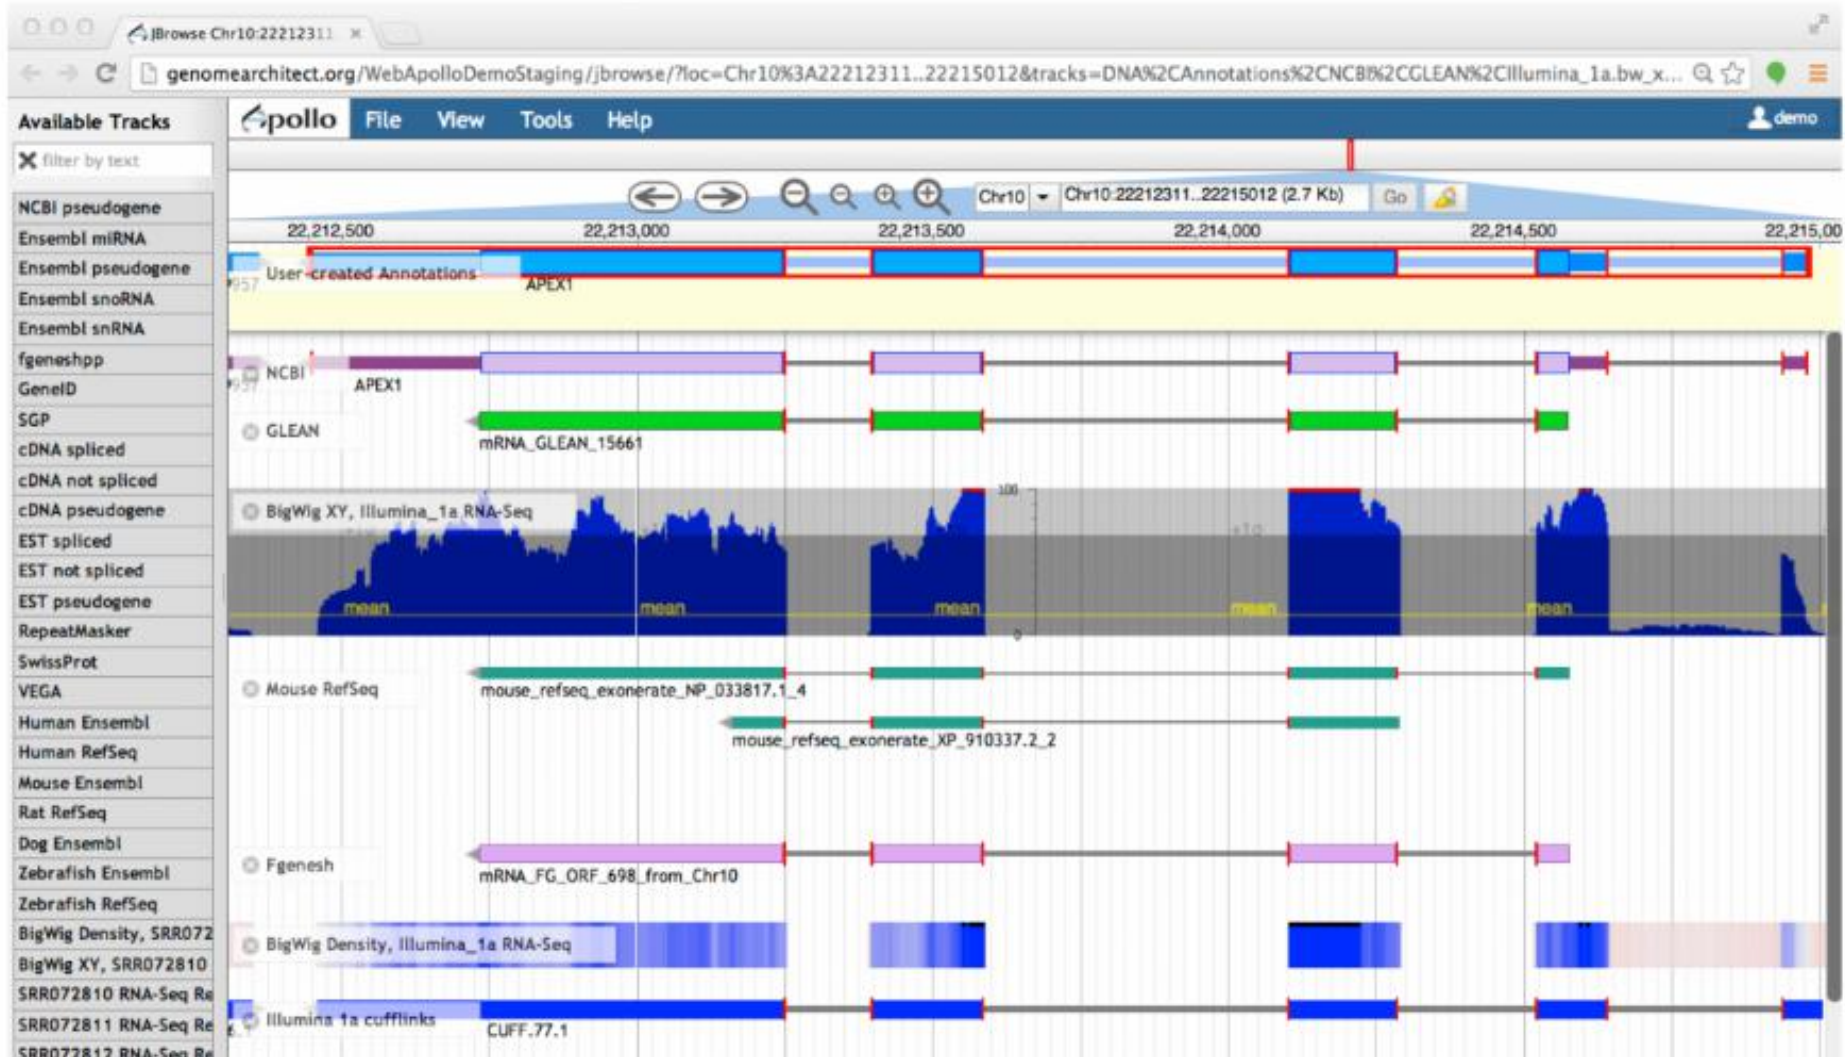 JBrowse Chr10:22212311
genomearchitect.org/WebApolloDemoStaging/jbrowse/?loc=Chr10%3A22212311..22215012&tracks=DNA%2CAnnotations%2CNCBI%2CGLEAN%2CIllumina_1a.bw_x...
Available Tracks
Apollo File View Tools Help demo
filter by text
Chr10 Chr10:22212311..22215012 (2.7 Kb) Go
22,212,500 22,213,000 22,213,500 22,214,000 22,214,500 22,215,00
NCBI pseudogene
Ensembl miRNA
Ensembl pseudogene
Ensembl snoRNA
Ensembl snRNA
fgeneshpp
GeneID
SGP
cDNA spliced
cDNA not spliced
cDNA pseudogene
EST spliced
EST not spliced
EST pseudogene
RepeatMasker
SwissProt
VEGA
Human Ensembl
Human RefSeq
Mouse Ensembl
Rat RefSeq
Dog Ensembl
Zebrafish Ensembl
Zebrafish RefSeq
BigWig Density, SRR072
BigWig XY, SRR072810
SRR072810 RNA-Seq Re
SRR072811 RNA-Seq Re
SRR072812 RNA-Seq Re
User-created Annotations
957 APEX1
NCBI
957 APEX1
GLEAN
mRNA_GLEAN_15661
BigWig XY, Illumina_1a RNA-Seq
100
mean mean mean mean mean
0
Mouse RefSeq
mouse_refseq_exonerate_NP_033817.1_4
mouse_refseq_exonerate_XP_910337.2_2
Fgenesh
mRNA_FG_ORF_698_from_Chr10
BigWig Density, Illumina_1a RNA-Seq
Illumina 1a cufflinks
CUFF.77.1